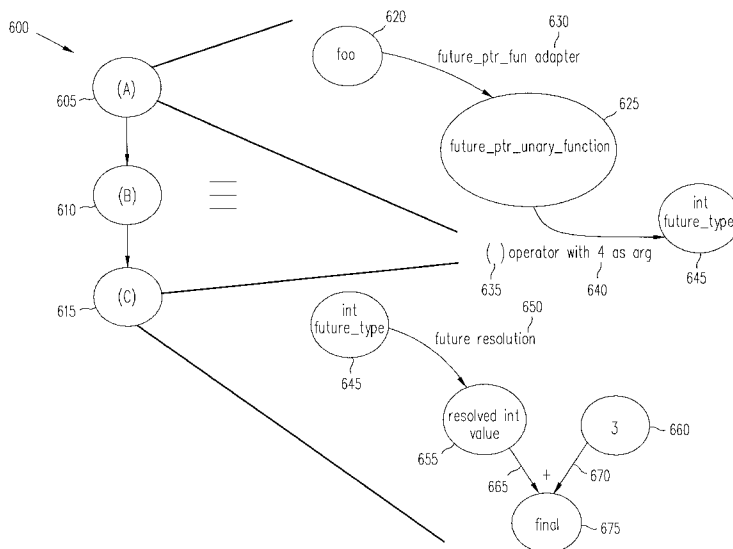 600
(A)
605
(B)
610
(C)
615
620
foo
630
future_ptr_fun adapter
625
future_ptr_unary_function
int
future_type
645
( ) operator with 4 as arg
635
640
650
int
future_type
645
future resolution
resolved int
value
655
3
660
665
+
670
final
675